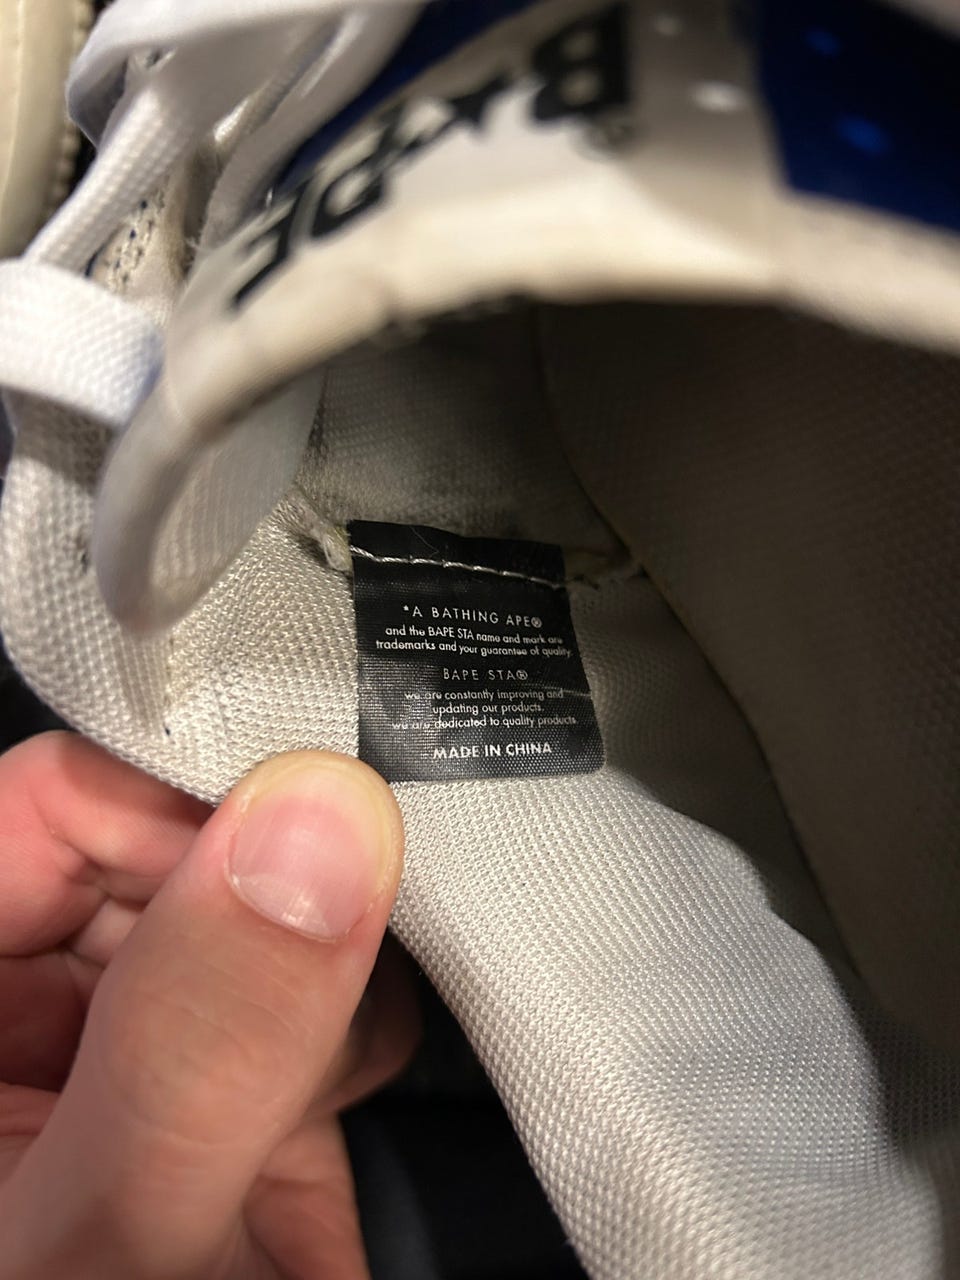 BAPE
*A BATHING APE®
and the BAPE STA name and mark are
trademarks and your guarantee of quality.
BAPE STA®
we are constantly improving and
updating our products.
we are dedicated to quality products.
MADE IN CHINA